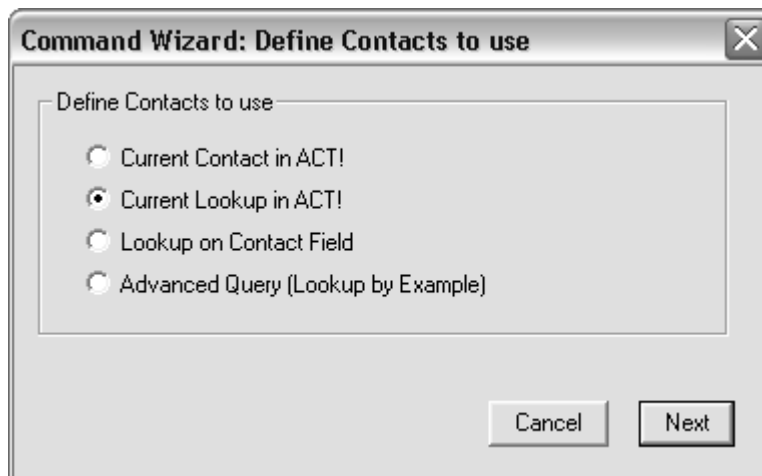 Command Wizard: Define Contacts to use
Define Contacts to use
Current Contact in ACT!
Current Lookup in ACT!
Lookup on Contact Field
Advanced Query (Lookup by Example)
Cancel Next